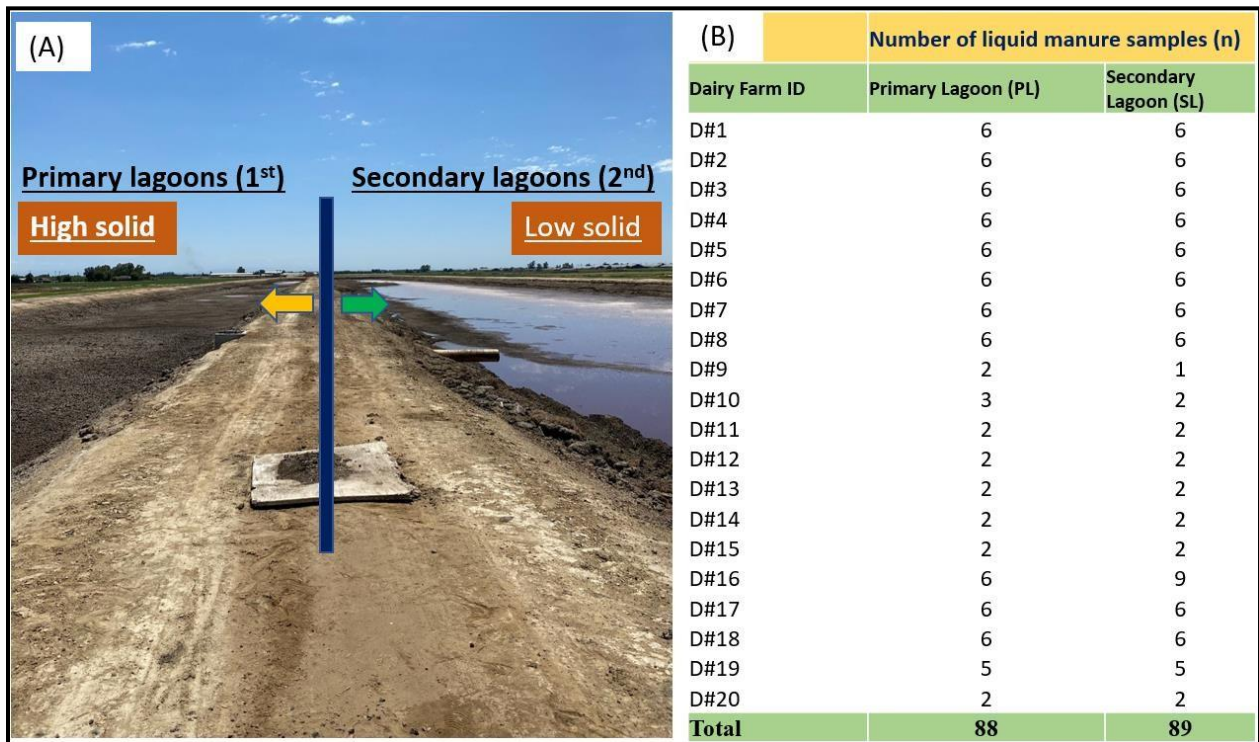 (A)
Primary lagoons (1st)
Secondary lagoons (2nd)
High solid
Low solid
(B)
Number of liquid manure samples (n)
Dairy Farm ID Primary Lagoon (PL) Secondary
Lagoon (SL)
D#1 6 6
D#2 6 6
D#3 6 6
D#4 6 6
D#5 6 6
D#6 6 6
D#7 6 6
D#8 6 6
D#9 2 1
D#10 3 2
D#11 2 2
D#12 2 2
D#13 2 2
D#14 2 2
D#15 2 2
D#16 6 9
D#17 6 6
D#18 6 6
D#19 5 5
D#20 2 2
Total 88 89